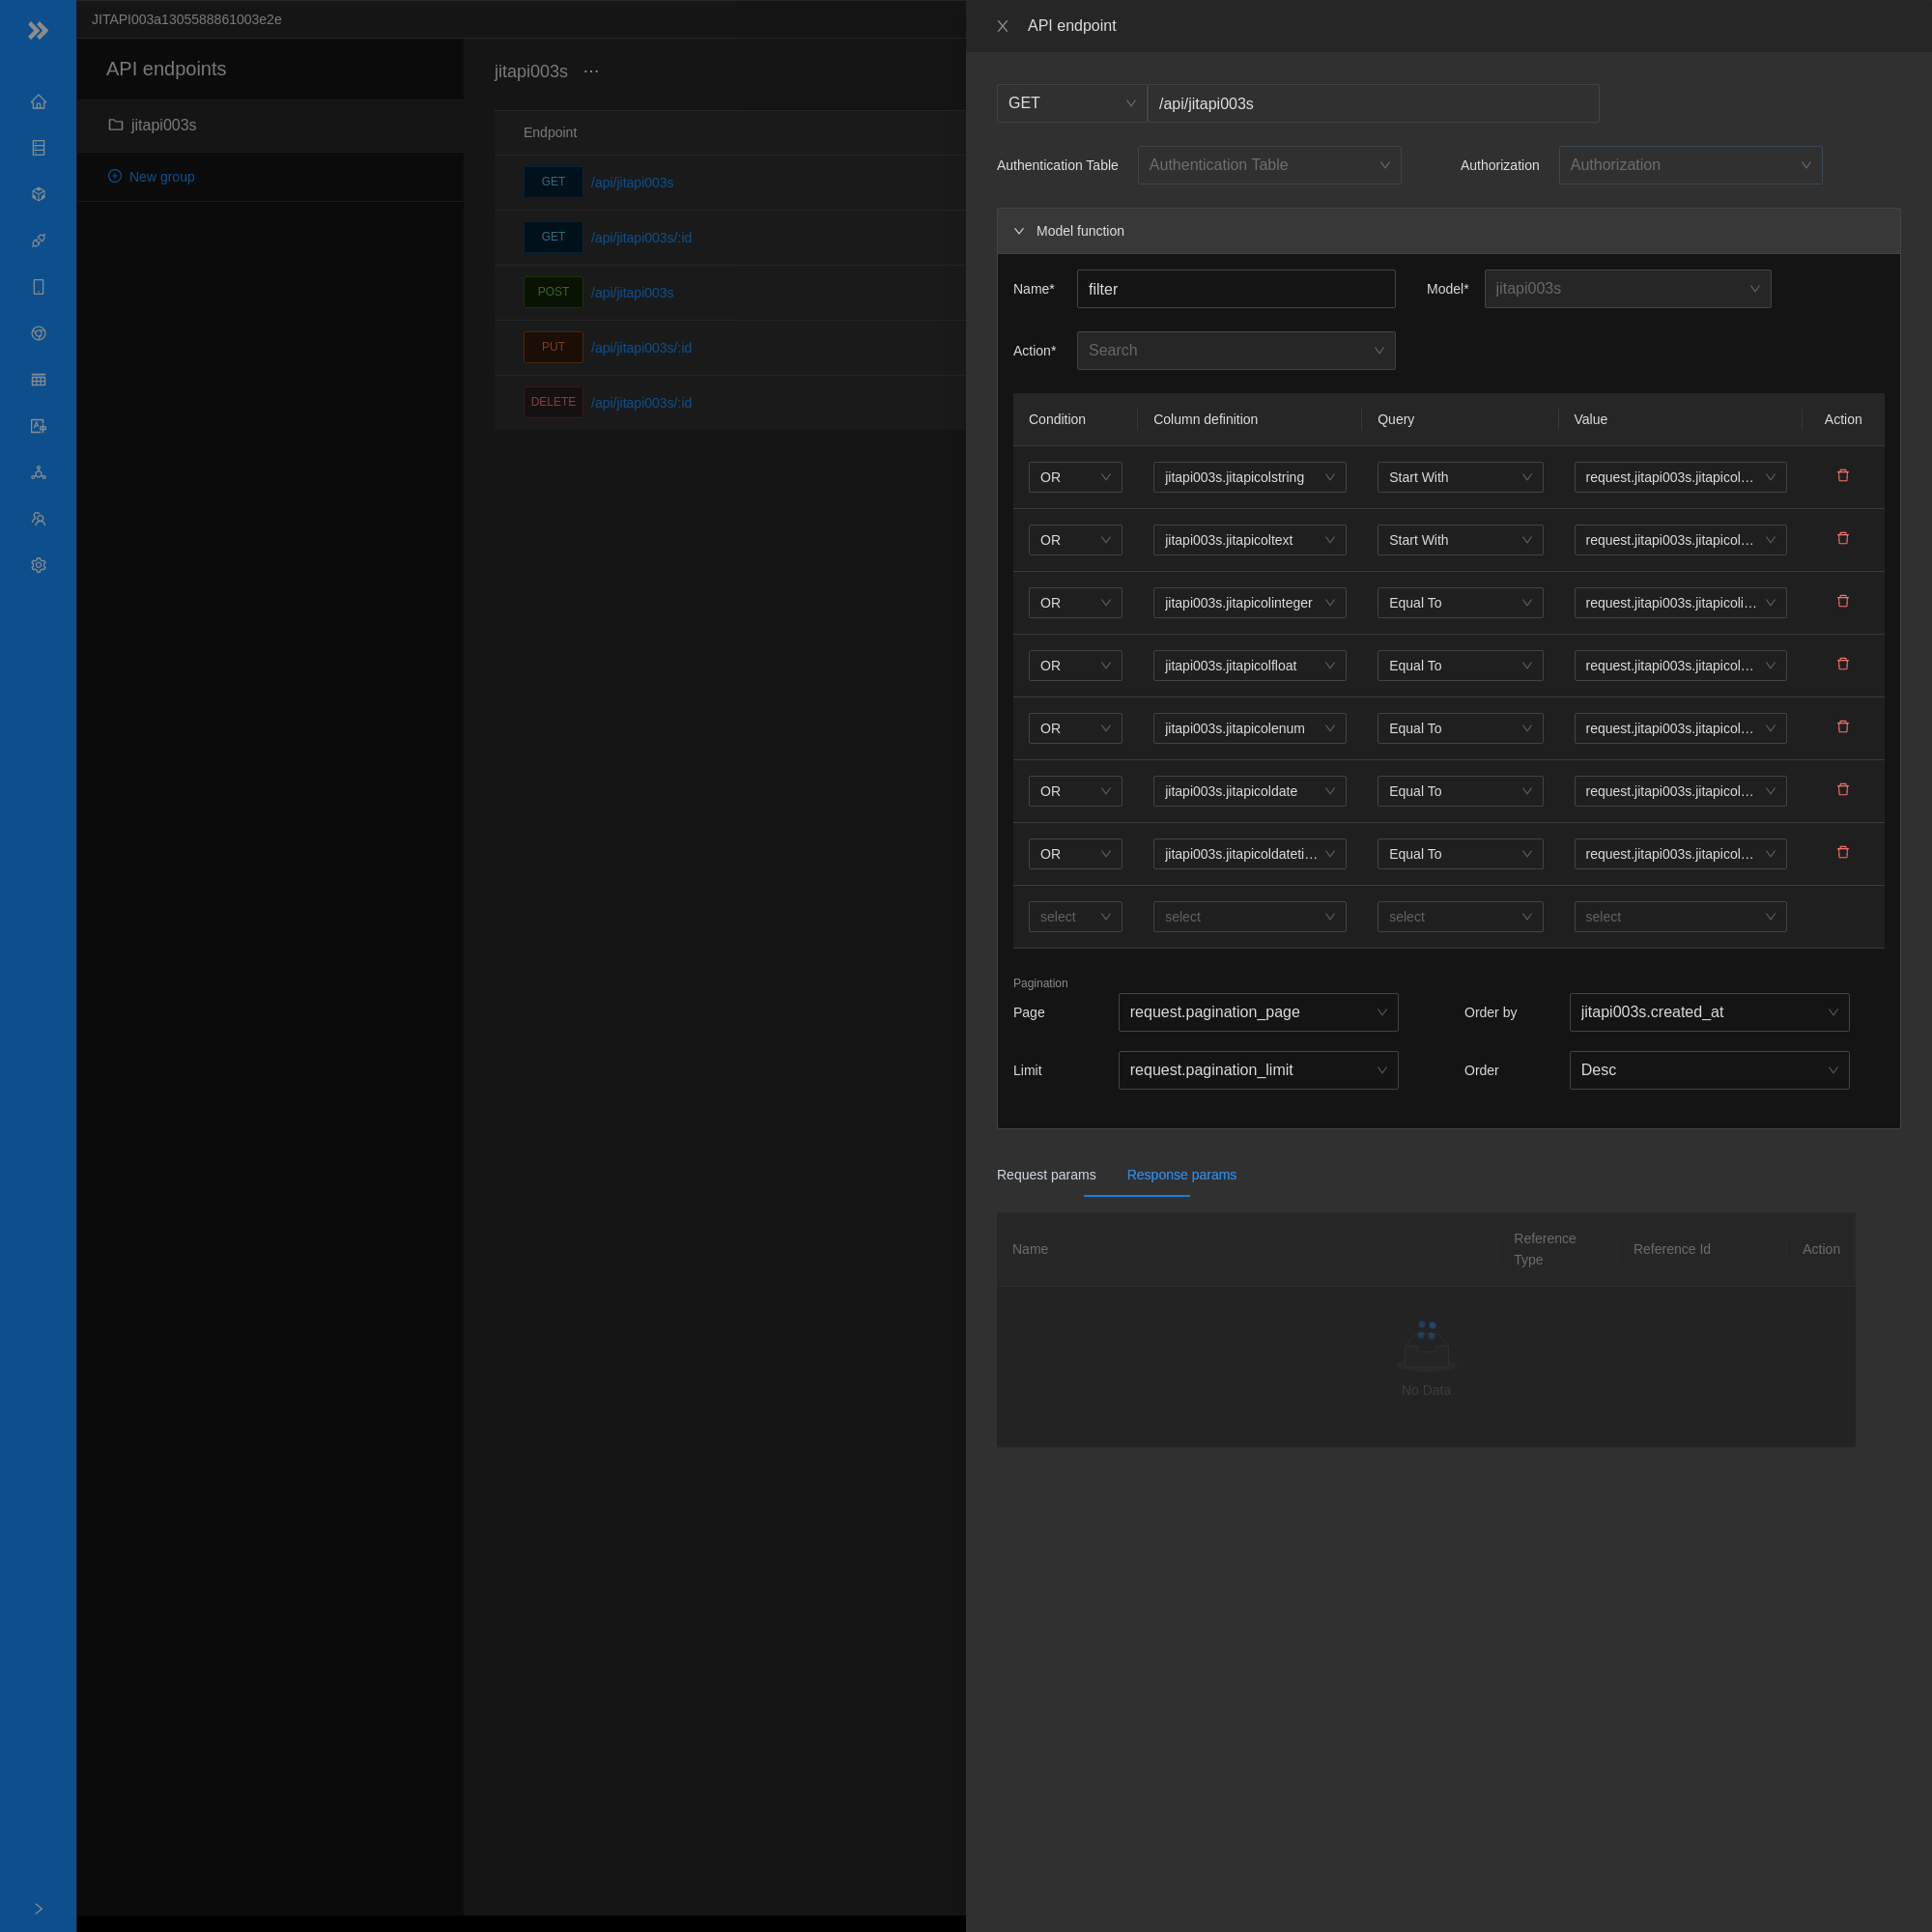 JITAPI003a1305588861003e2e
API endpoints
jitapi003s
New group
jitapi003s ...
Endpoint
GET /api/jitapi003s
GET /api/jitapi003s/:id
POST /api/jitapi003s
PUT /api/jitapi003s/:id
DELETE /api/jitapi003s/:id
API endpoint
GET /api/jitapi003s
Authentication Table Authentication Table Authorization Authorization
Model function
Name* filter Model* jitapi003s
Action* Search
Condition Column definition Query Value Action
OR jitapi003s.jitapicolstring Start With request.jitapi003s.jitapicol...
OR jitapi003s.jitapicoltext Start With request.jitapi003s.jitapicol...
OR jitapi003s.jitapicolinteger Equal To request.jitapi003s.jitapicoli...
OR jitapi003s.jitapicolfloat Equal To request.jitapi003s.jitapicol...
OR jitapi003s.jitapicolenum Equal To request.jitapi003s.jitapicol...
OR jitapi003s.jitapicoldate Equal To request.jitapi003s.jitapicol...
OR jitapi003s.jitapicoldateti... Equal To request.jitapi003s.jitapicol...
select select select select
Pagination
Page request.pagination_page Order by jitapi003s.created_at
Limit request.pagination_limit Order Desc
Request params Response params
Name Reference Type Reference Id Action
No Data